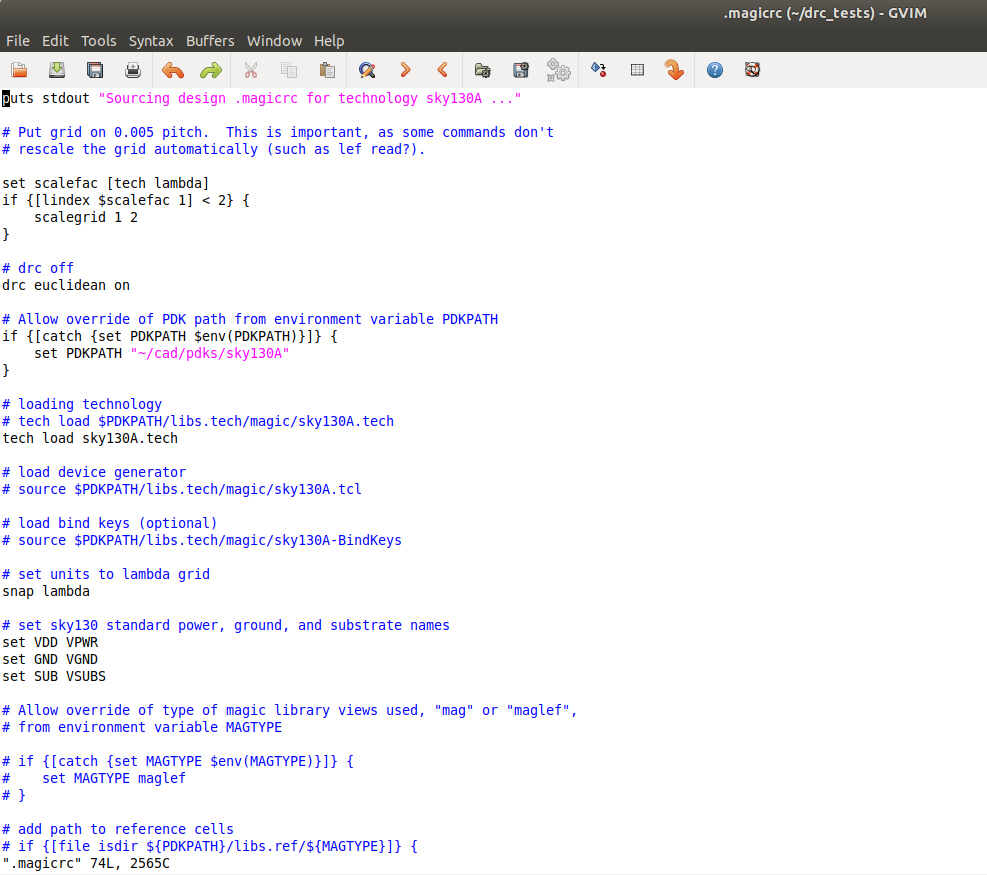 .magicrc (~/drc_tests) - GVIM
File Edit Tools Syntax Buffers Window Help
puts stdout "Sourcing design .magicrc for technology sky130A ..."
# Put grid on 0.005 pitch.  This is important, as some commands don't
# rescale the grid automatically (such as lef read?).
set scalefac [tech lambda]
if {[lindex $scalefac 1] < 2} {
    scalegrid 1 2
}
# drc off
drc euclidean on
# Allow override of PDK path from environment variable PDKPATH
if {[catch {set PDKPATH $env(PDKPATH)}]} {
    set PDKPATH "~/cad/pdks/sky130A"
}
# loading technology
# tech load $PDKPATH/libs.tech/magic/sky130A.tech
tech load sky130A.tech
# load device generator
# source $PDKPATH/libs.tech/magic/sky130A.tcl
# load bind keys (optional)
# source $PDKPATH/libs.tech/magic/sky130A-BindKeys
# set units to lambda grid
snap lambda
# set sky130 standard power, ground, and substrate names
set VDD VPWR
set GND VGND
set SUB VSUBS
# Allow override of type of magic library views used, "mag" or "maglef",
# from environment variable MAGTYPE
# if {[catch {set MAGTYPE $env(MAGTYPE)}]} {
#    set MAGTYPE maglef
# }
# add path to reference cells
# if {[file isdir ${PDKPATH}/libs.ref/${MAGTYPE}]} {
".magicrc" 74L, 2565C